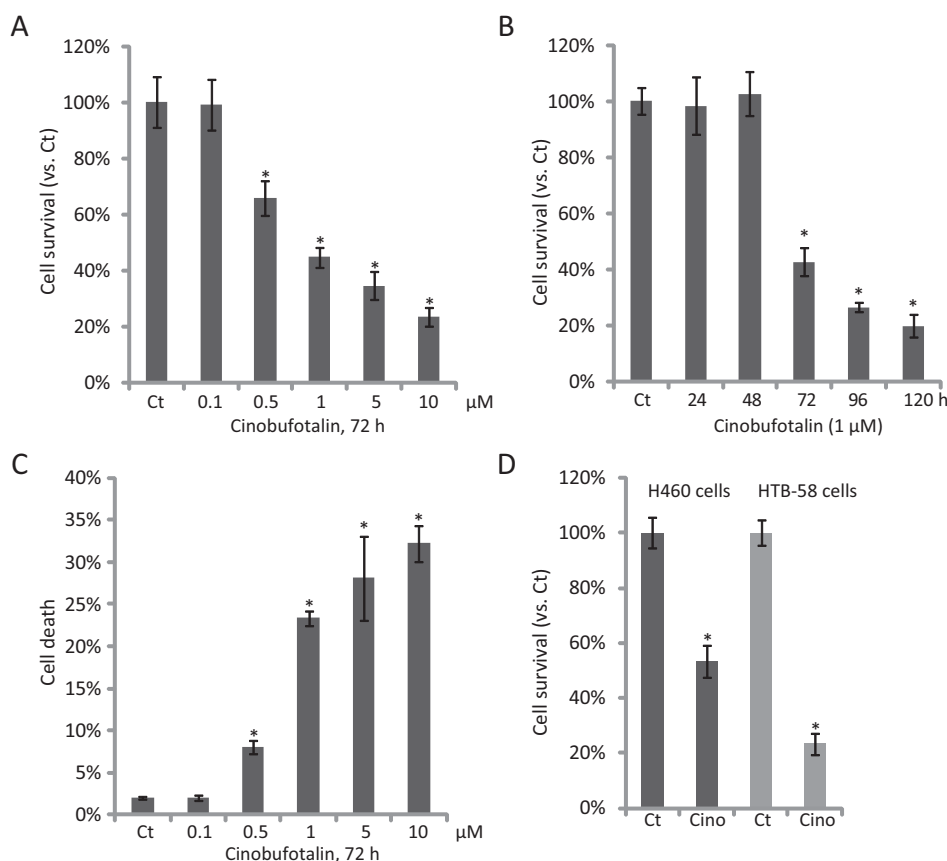 A
120%
100%
80%
60%
40%
20%
0%
Cell survival (vs. Ct)
*
*
*
*
Ct 0.1 0.5 1 5 10 µM
Cinobufotalin, 72 h
B
120%
100%
80%
60%
40%
20%
0%
Cell survival (vs. Ct)
*
*
*
Ct 24 48 72 96 120 h
Cinobufotalin (1 µM)
C
40%
35%
30%
25%
20%
15%
10%
5%
0%
Cell death
*
*
*
*
Ct 0.1 0.5 1 5 10 µM
Cinobufotalin, 72 h
D
120%
100%
80%
60%
40%
20%
0%
Cell survival (vs. Ct)
H460 cells HTB-58 cells
*
*
Ct Cino Ct Cino